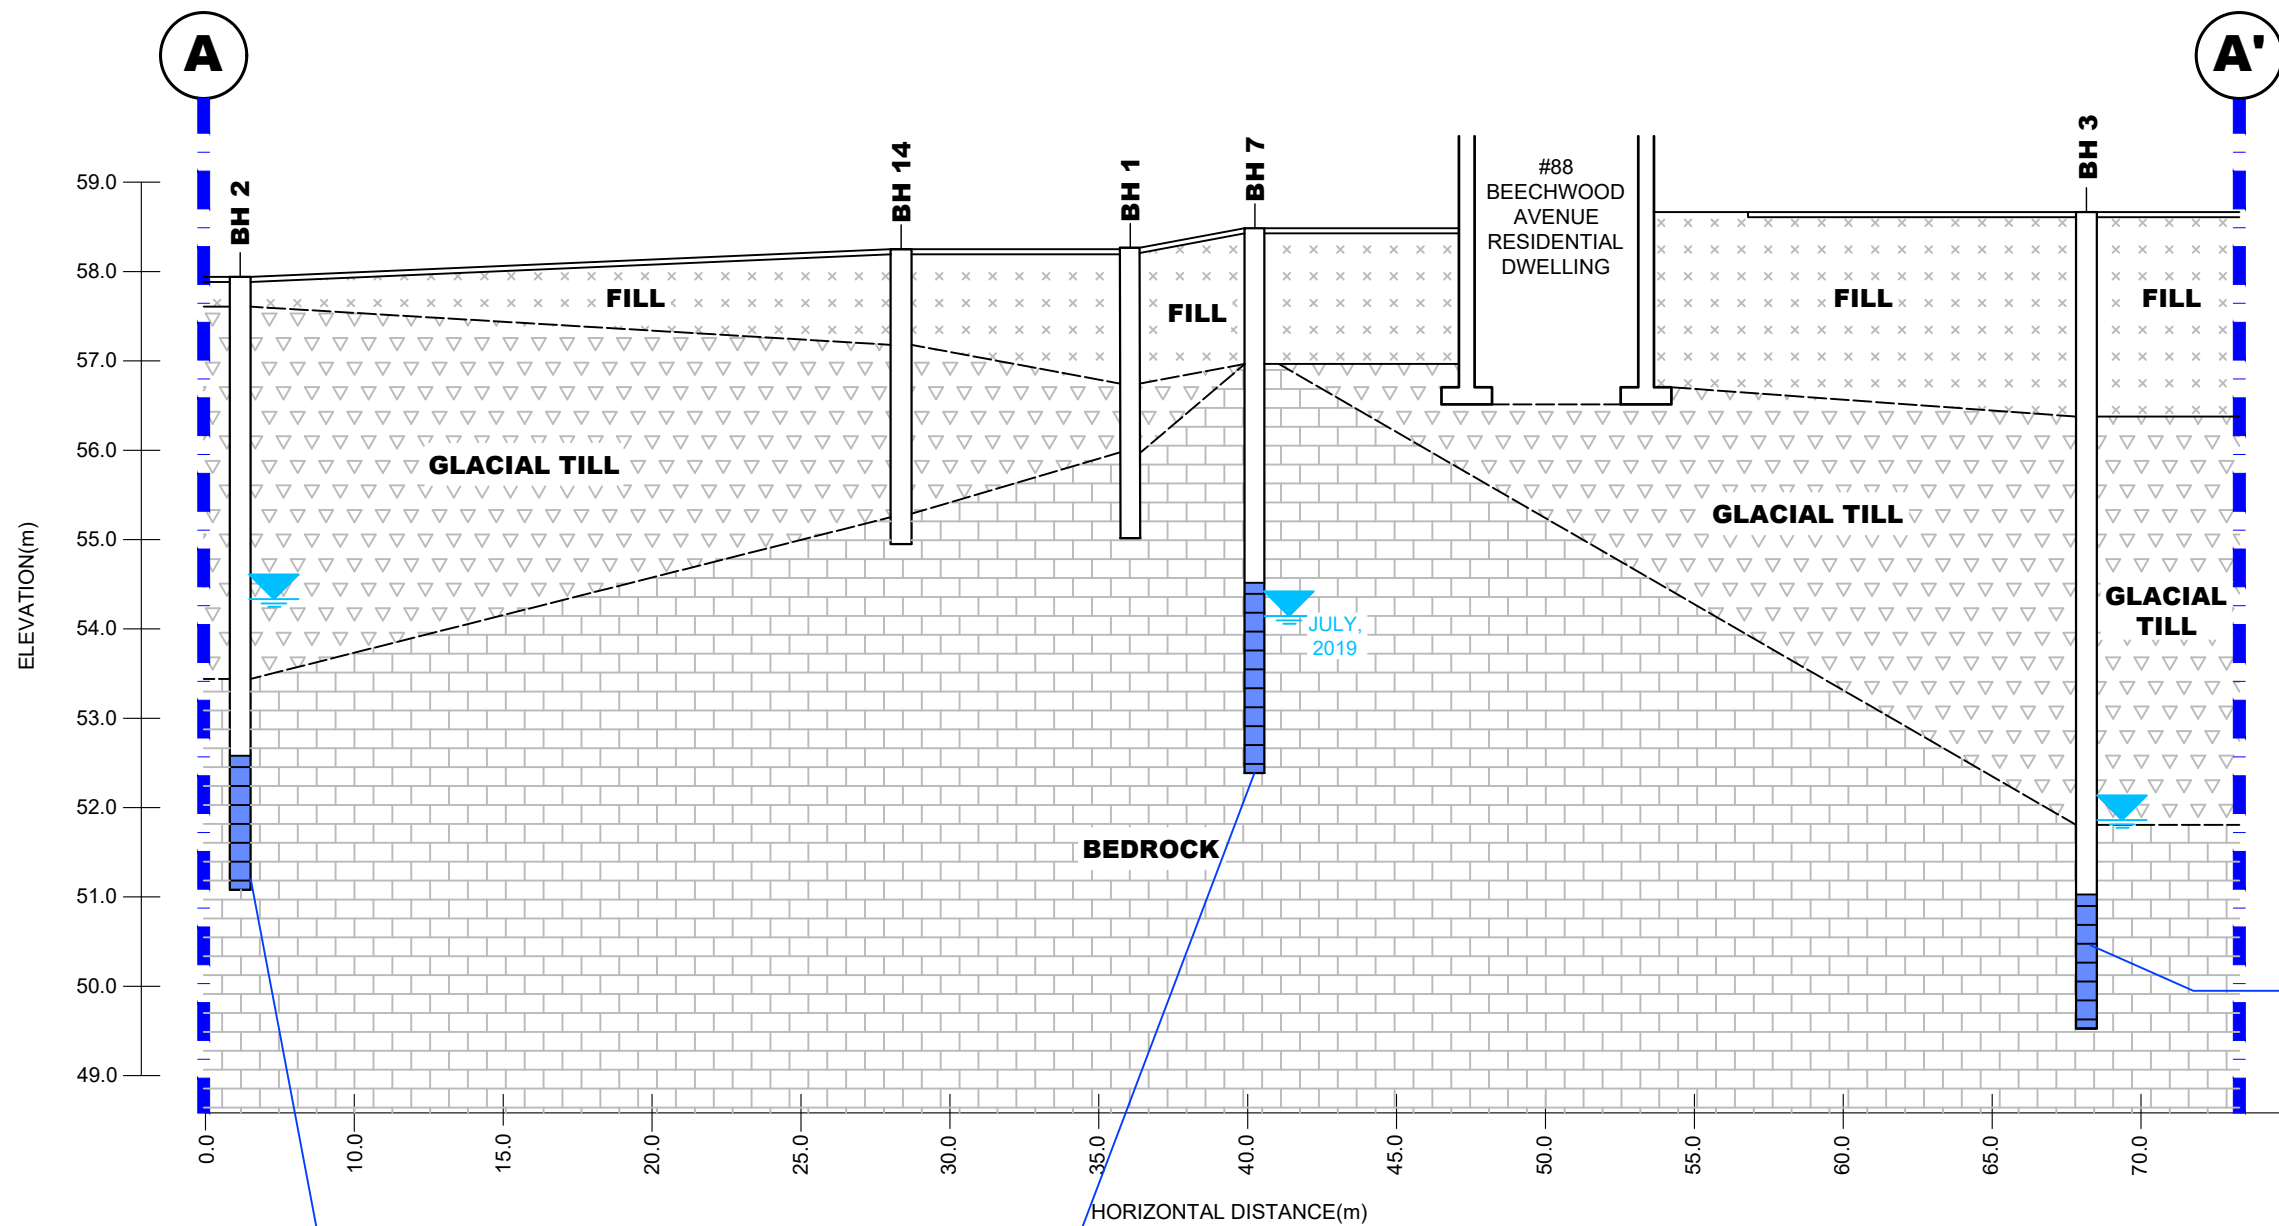 A
A'
BH 2
BH 14
BH 1
BH 7
BH 3
#88
BEECHWOOD
AVENUE
RESIDENTIAL
DWELLING
59.0
58.0
57.0
56.0
55.0
54.0
53.0
52.0
51.0
50.0
49.0
ELEVATION(m)
FILL
FILL
FILL
FILL
GLACIAL TILL
GLACIAL TILL
GLACIAL
TILL
JULY,
2019
BEDROCK
0.0
10.0
15.0
20.0
25.0
30.0
35.0
40.0
45.0
50.0
55.0
60.0
65.0
70.0
HORIZONTAL DISTANCE(m)